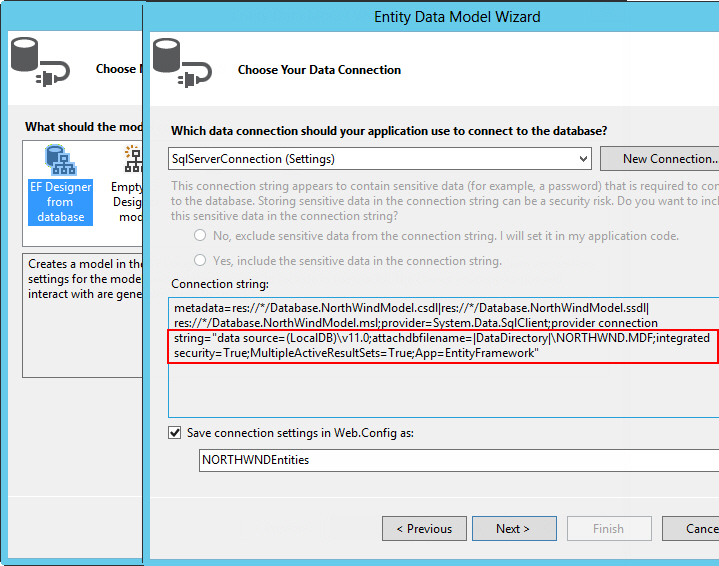 Entity Data Model Wizard
Choose
Choose Your Data Connection
What should the
EF Designer
from
database
Empty
Creates a model in the
settings for the model
interact with are
Which data connection should your application use to connect to the database?
SqlServerConnection (Settings)
New Connection...
This connection string appears to contain sensitive data (for example, a password) that is required to
to the database. Storing sensitive data in the connection string can be a security risk. Do you want to
this sensitive data in the connection string?
No, exclude sensitive data from the connection string. I will set it in my application code.
Yes, include the sensitive data in the connection string.
Connection string:
metadata=res://*/Database.NorthWindModel.csdl|res://*/Database.NorthWindModel.ssdl|
res://*/Database.NorthWindModel.msl;provider=System.Data.SqlClient;provider connection
string="data source=(LocalDB)\v11.0;attachdbfilename=|DataDirectory|\NORTHWND.MDF;integrated
security=True;MultipleActiveResultSets=True;App=EntityFramework"
Save connection settings in Web.Config as:
NORTHWNDEntities
< Previous
Next >
Finish